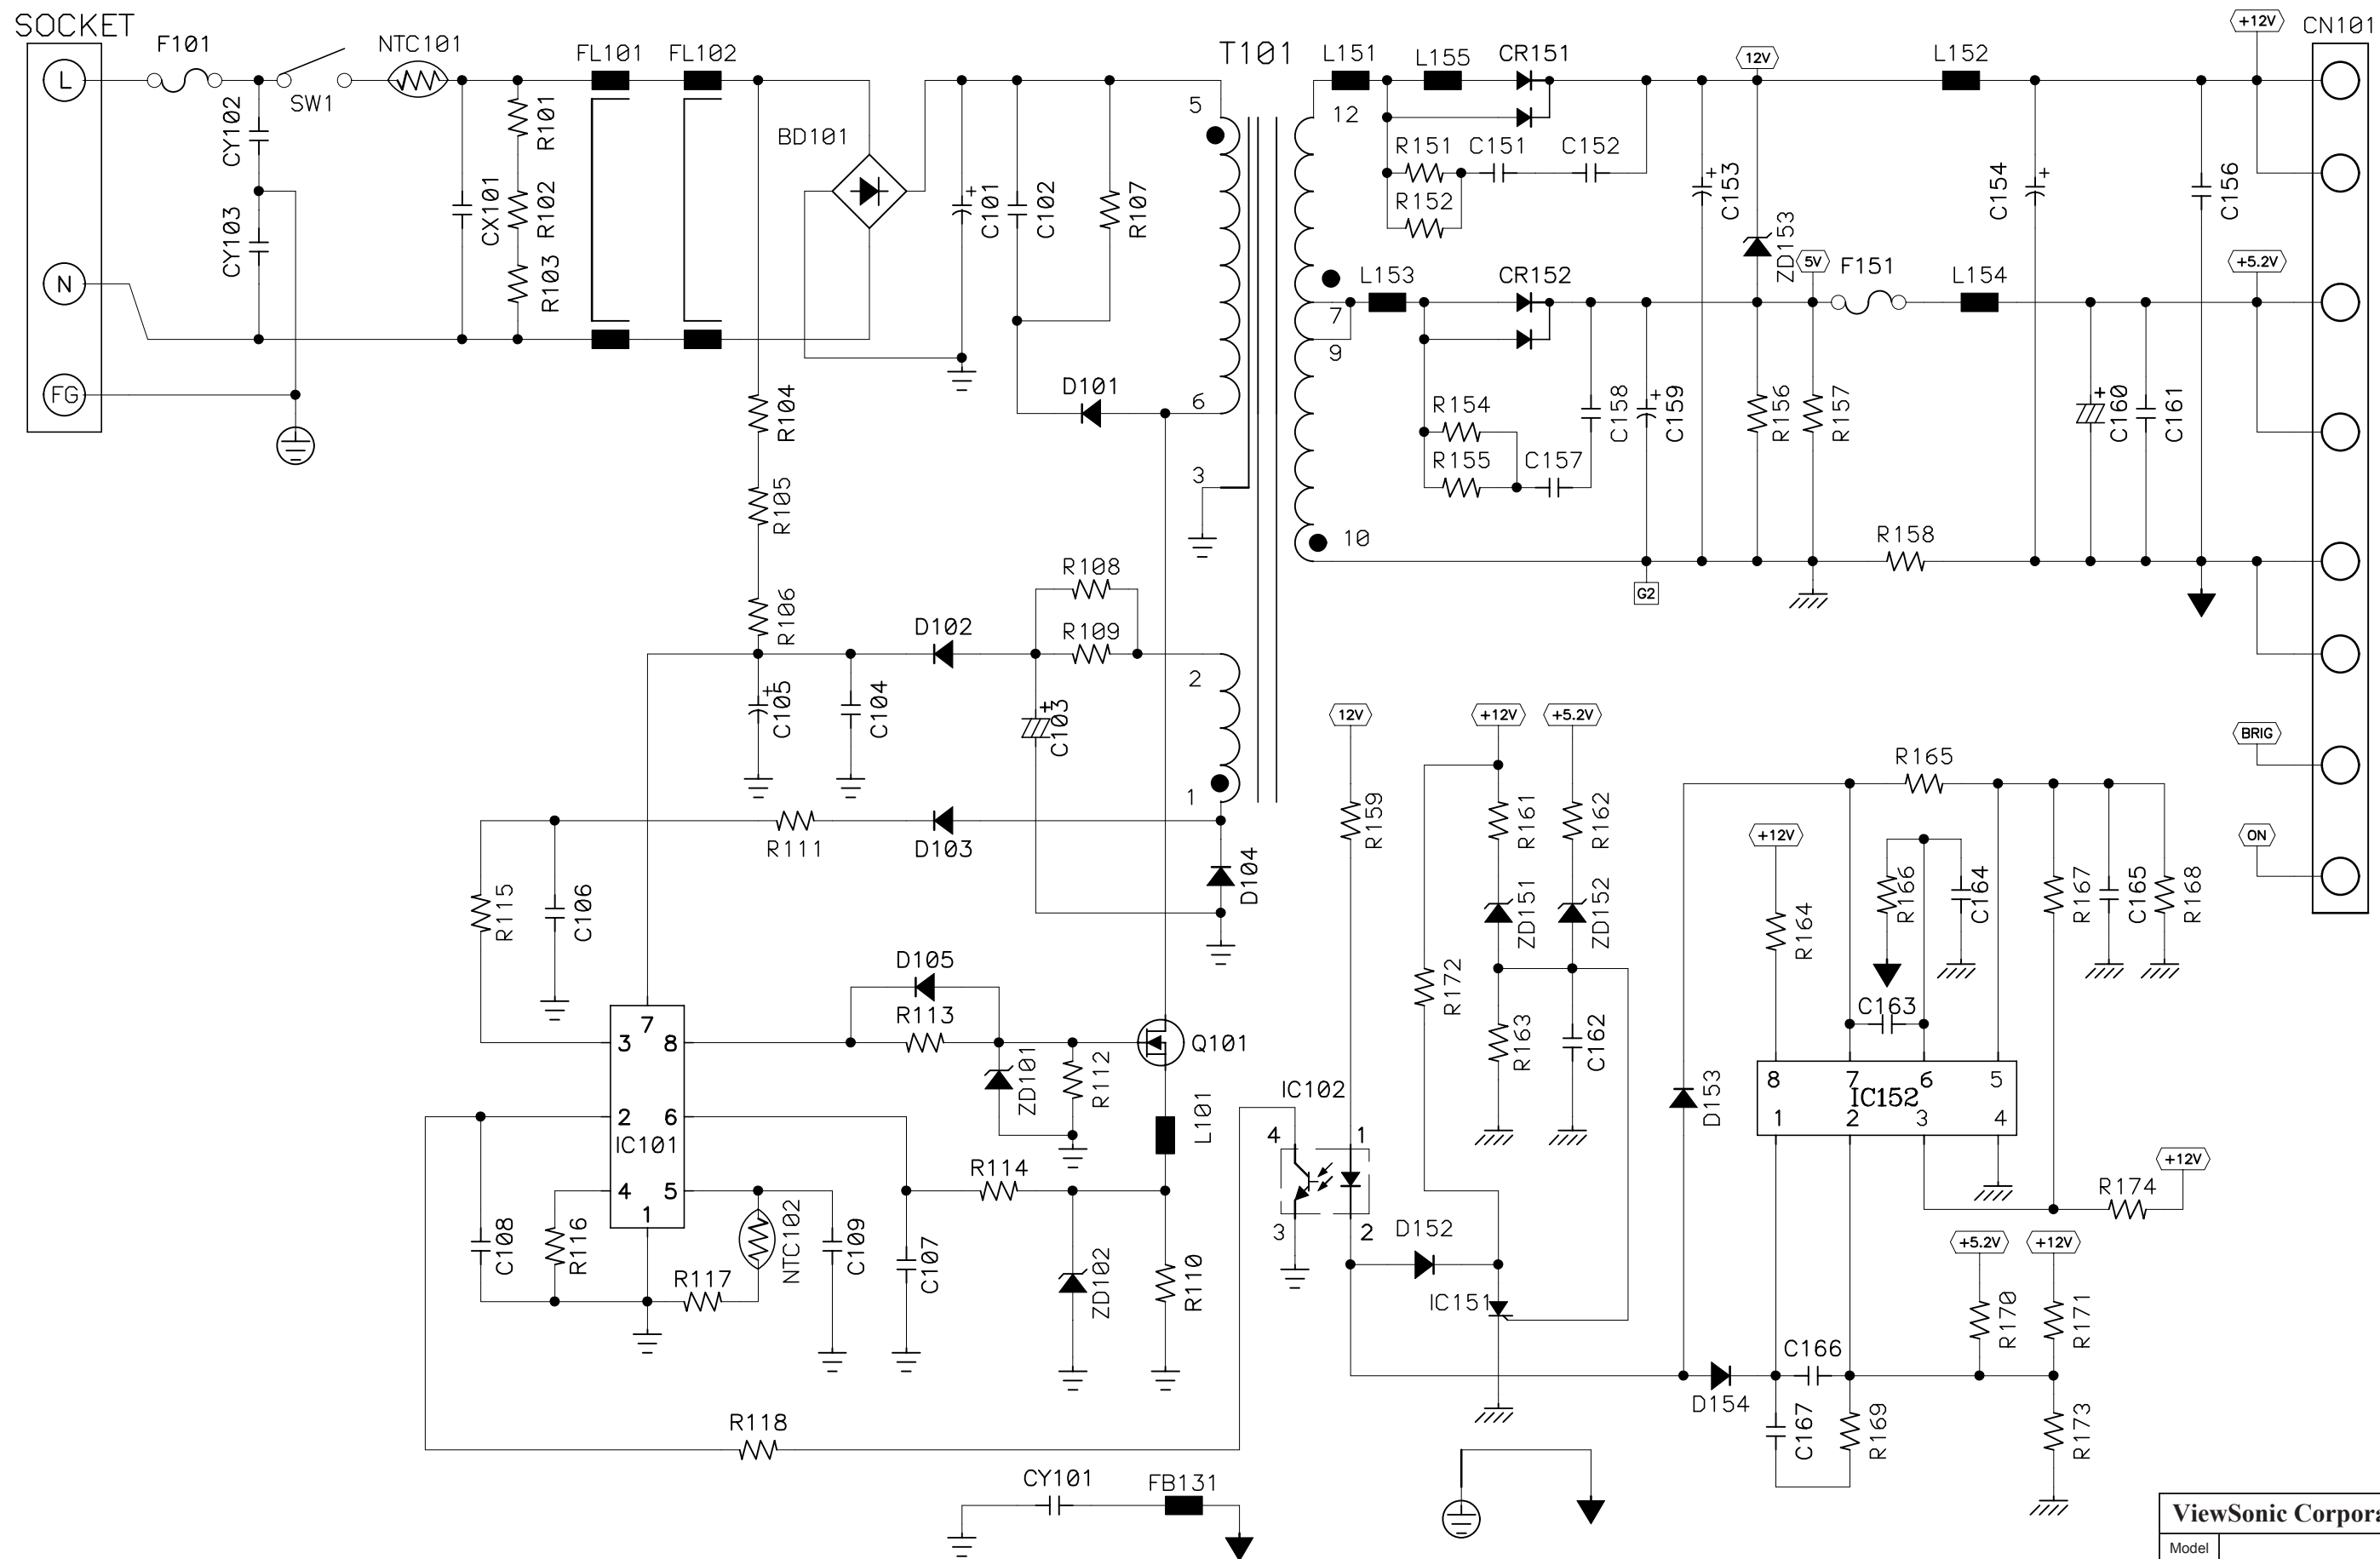 SOCKET
F101
NTC101
FL101
FL102
T101
L151
L155
CR151
12V
L152
+12V
CN101
L
SW1
CY102
R101
BD101
5
12
R151
C151
C152
CX101
R102
C101
C102
R107
R152
C153
C154
+
C156
CY103
R103
ZD153
5V
F151
L153
CR152
L154
+5.2V
N
7
9
FG
D101
6
R104
R154
R155
C157
C158
C159
R156
R157
C160
C161
3
R105
10
R158
G2
R108
R106
D102
R109
2
C105
C104
C103
12V
+12V
+5.2V
BRIG
R165
1
R159
R161
R162
+12V
ON
R111
D103
D104
R115
C106
ZD151
ZD152
R164
R166
C164
R167
C165
R168
D105
R113
R172
C163
7
3
8
Q101
ZD101
R112
R163
C162
IC102
D153
8
7
6
5
IC152
1
2
3
4
2
6
IC101
L101
4
1
R114
4
5
1
+12V
R174
C108
R116
NTC102
C109
R117
C107
ZD102
R110
3
2
D152
+5.2V
+12V
IC151
R170
R171
C166
D154
C167
R169
R173
R118
CY101
FB131
ViewSonic Corpora
Model